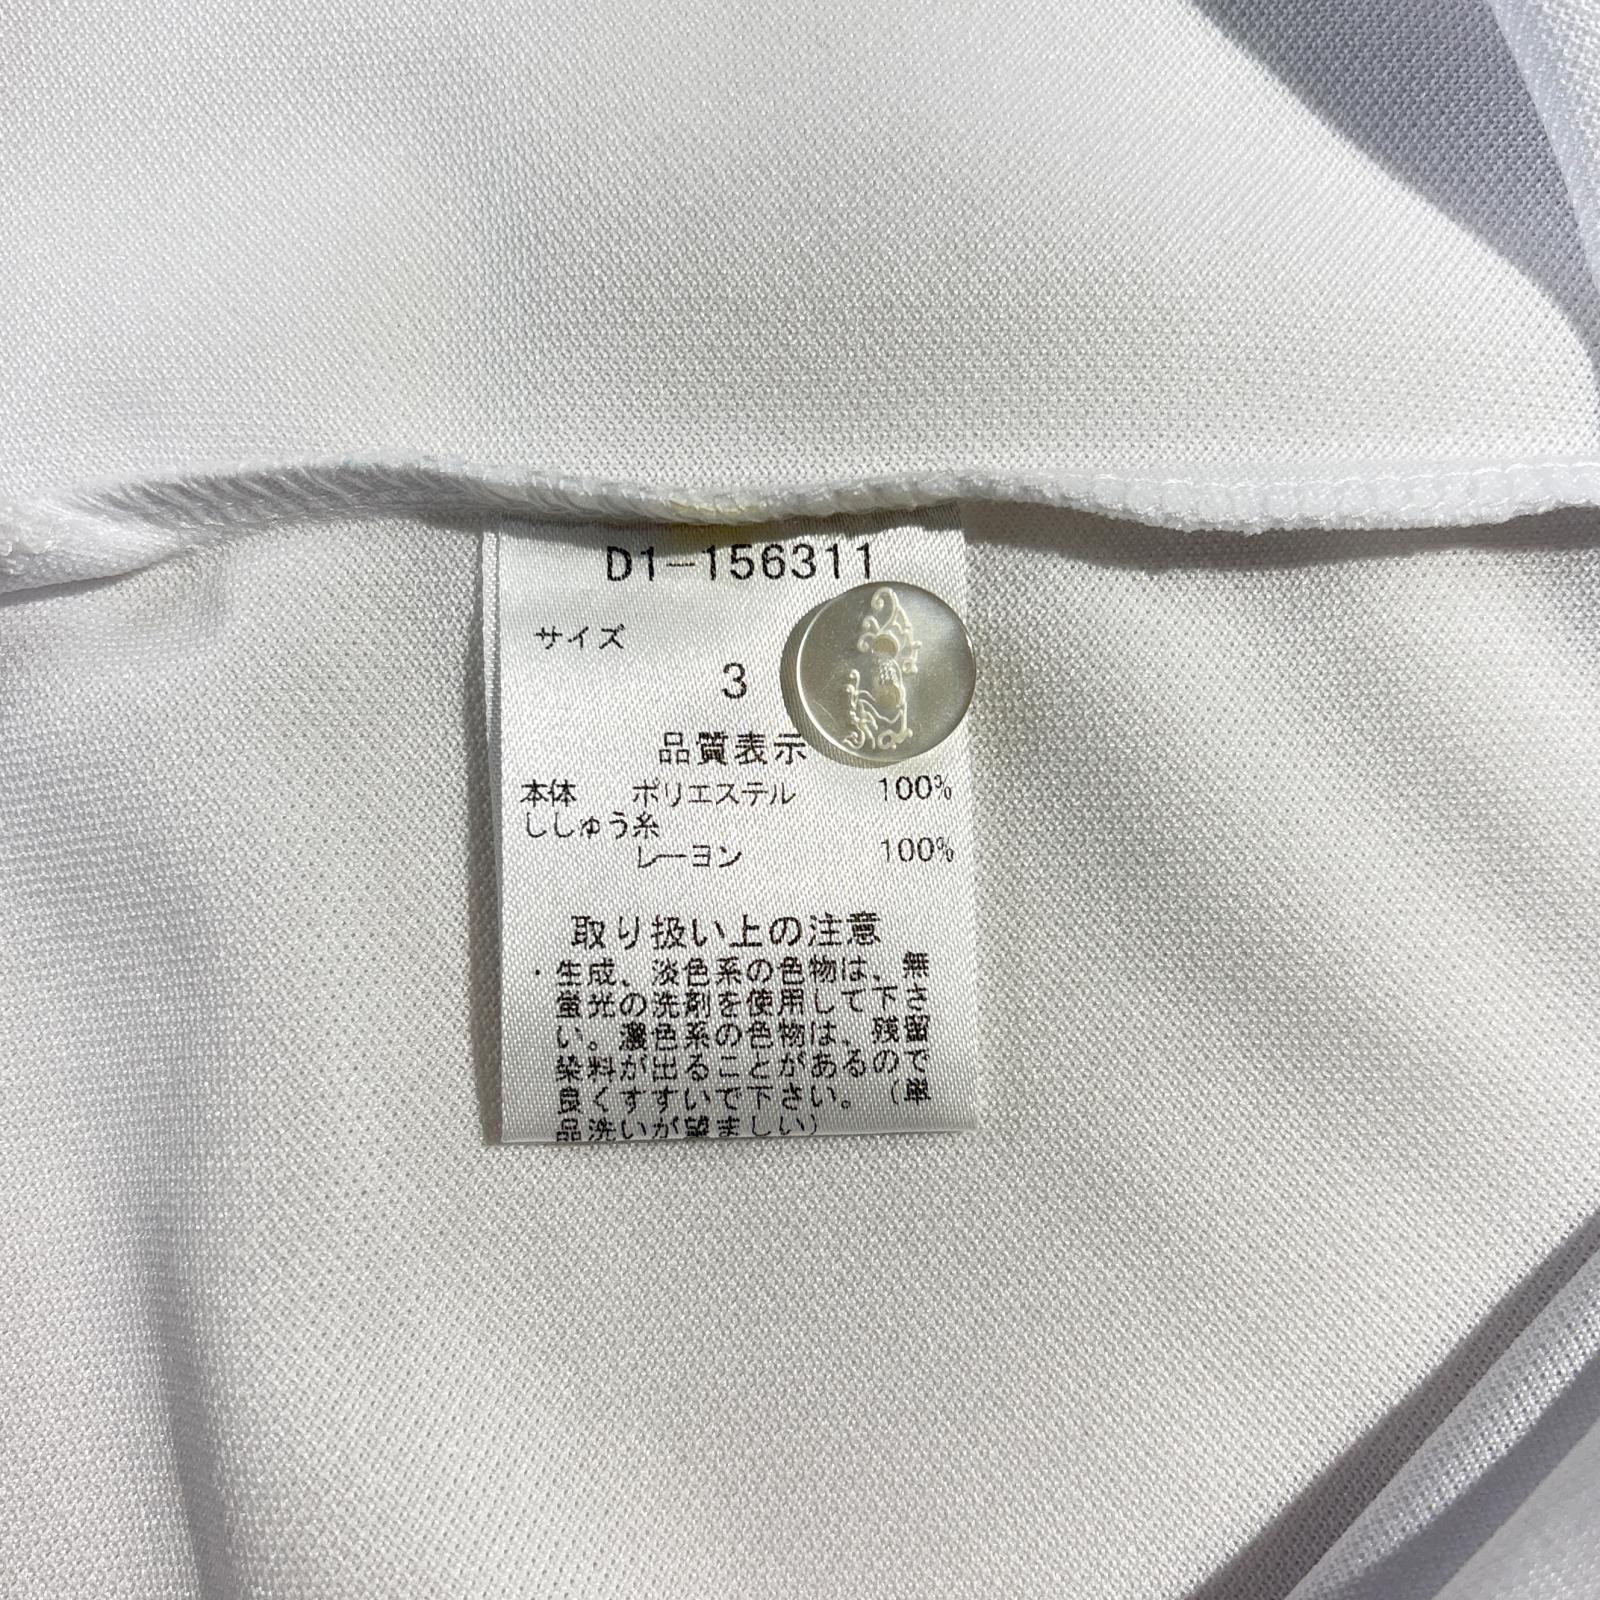 D1-156311
サイズ
3
品質表示
本体 ポリエステル 100%
ししゅう糸
レーヨン 100%
取り扱い上の注意
・生成、淡色系の色物は、無
蛍光の洗剤を使用して下さ
い。濃色系の色物は、残留
染料が出ることがあるので
良くすすいで下さい。（単
品洗いが望ましい）